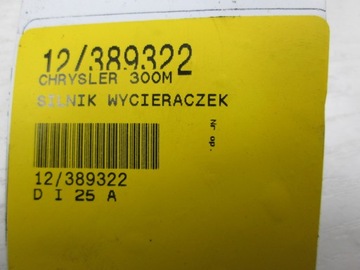 12/389322
CHRYSLER 300M
SILNIK WYCIERACZEK
Nr op.
12/389322
D I 25 A